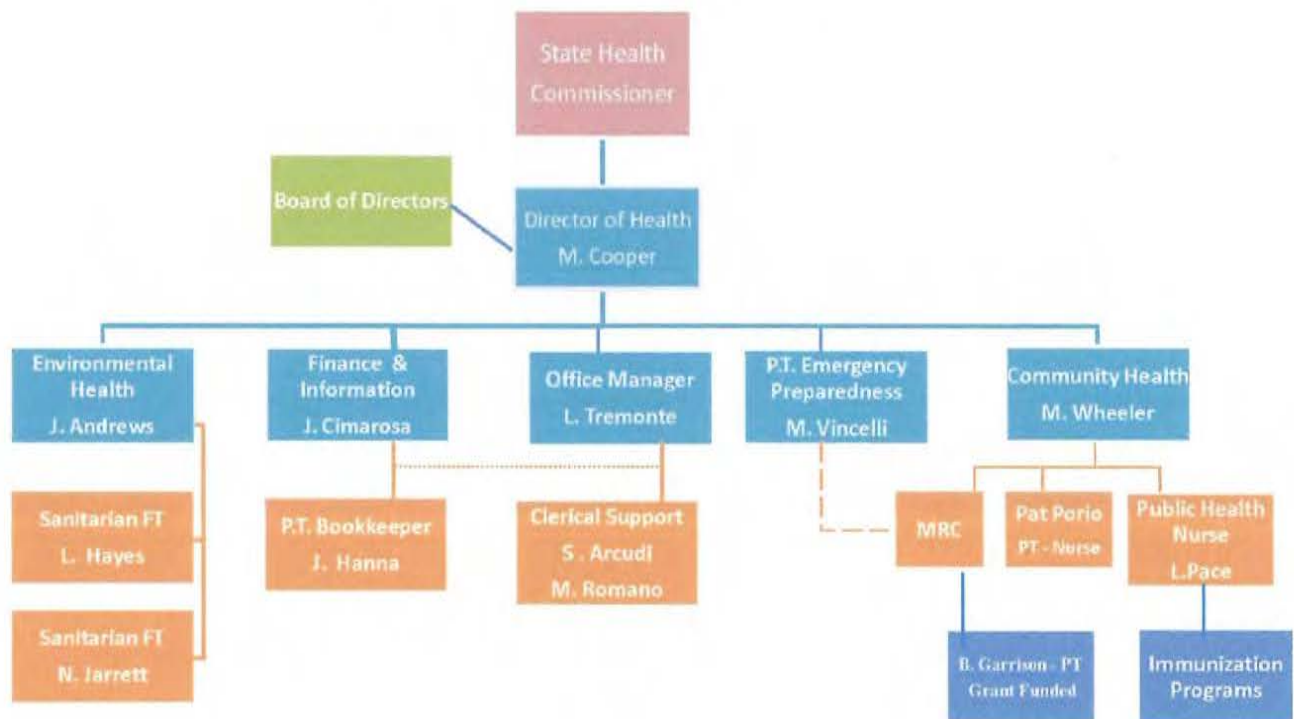 State Health
Commissioner
Board of Directors
Director of Health
M. Cooper
Environmental
Health
J. Andrews
Finance &
Information
J. Cimarosa
Office Manager
L. Tremonte
P.T. Emergency
Preparedness
M. Vincelli
Community Health
M. Wheeler
Sanitarian FT
L. Hayes
P.T. Bookkeeper
J. Hanna
Clerical Support
S . Arcudi
M. Romano
MRC
Pat Porio
PT - Nurse
Public Health
Nurse
L.Pace
Sanitarian FT
N. Jarrett
B. Garrison - PT
Grant Funded
Immunization
Programs